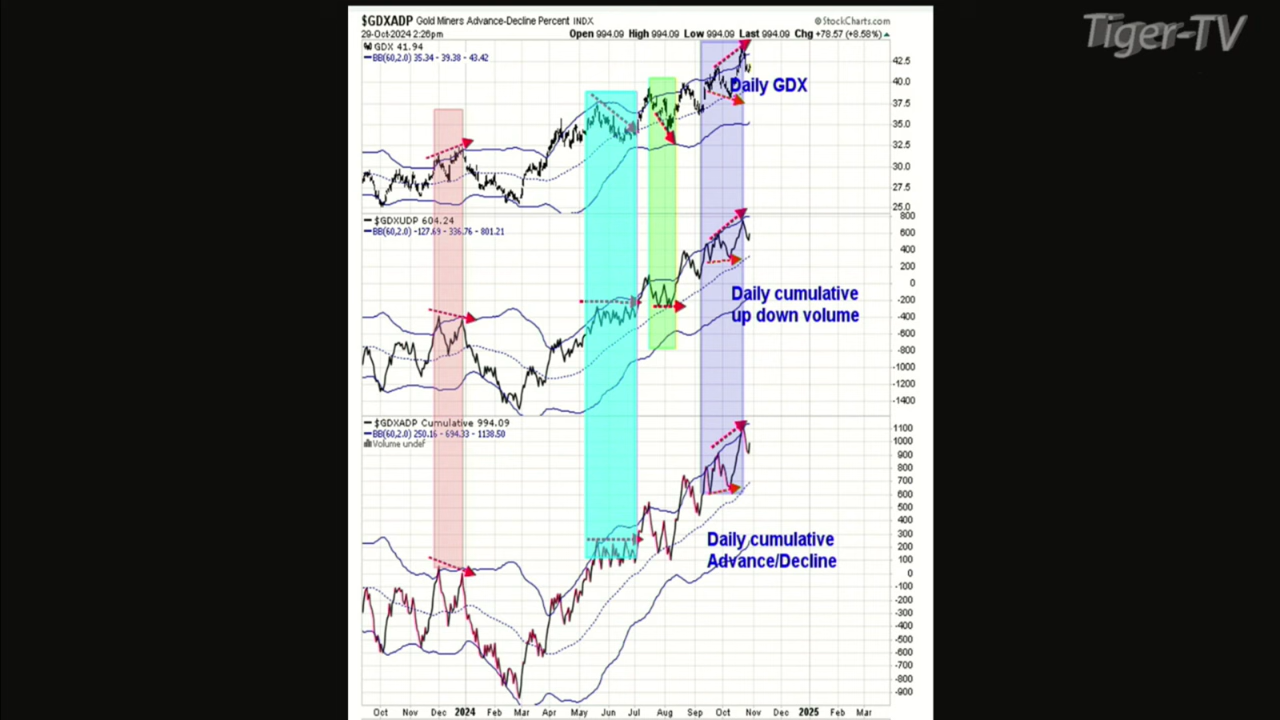 Tiger-TV
$GDXADP Gold Miners Advance-Decline Percent INDX
© StockCharts.com
29-Oct-2024 2:26pm
Open 994.09 High 994.09 Low 994.09 Last 994.09 Chg +78.57 (+8.58%)
GDX 41.94
BB(60,2.0) 35.34 - 39.38 - 43.42
42.5
40.0
37.5
35.0
32.5
30.0
27.5
25.0
Daily GDX
$GDXUDP 604.24
BB(60,2.0) -127.69 - 336.76 - 801.21
800
600
400
200
0
-200
-400
-600
-800
-1000
-1200
-1400
Daily cumulative
up down volume
$GDXADP Cumulative 994.09
BB(60,2.0) 250.16 - 694.33 - 1138.50
Volume undef
1100
1000
900
800
700
600
500
400
300
200
100
0
-100
-200
-300
-400
-500
-600
-700
-800
-900
Daily cumulative
Advance/Decline
Oct Nov Dec 2024 Feb Mar Apr May Jun Jul Aug Sep Oct Nov Dec 2025 Feb Mar